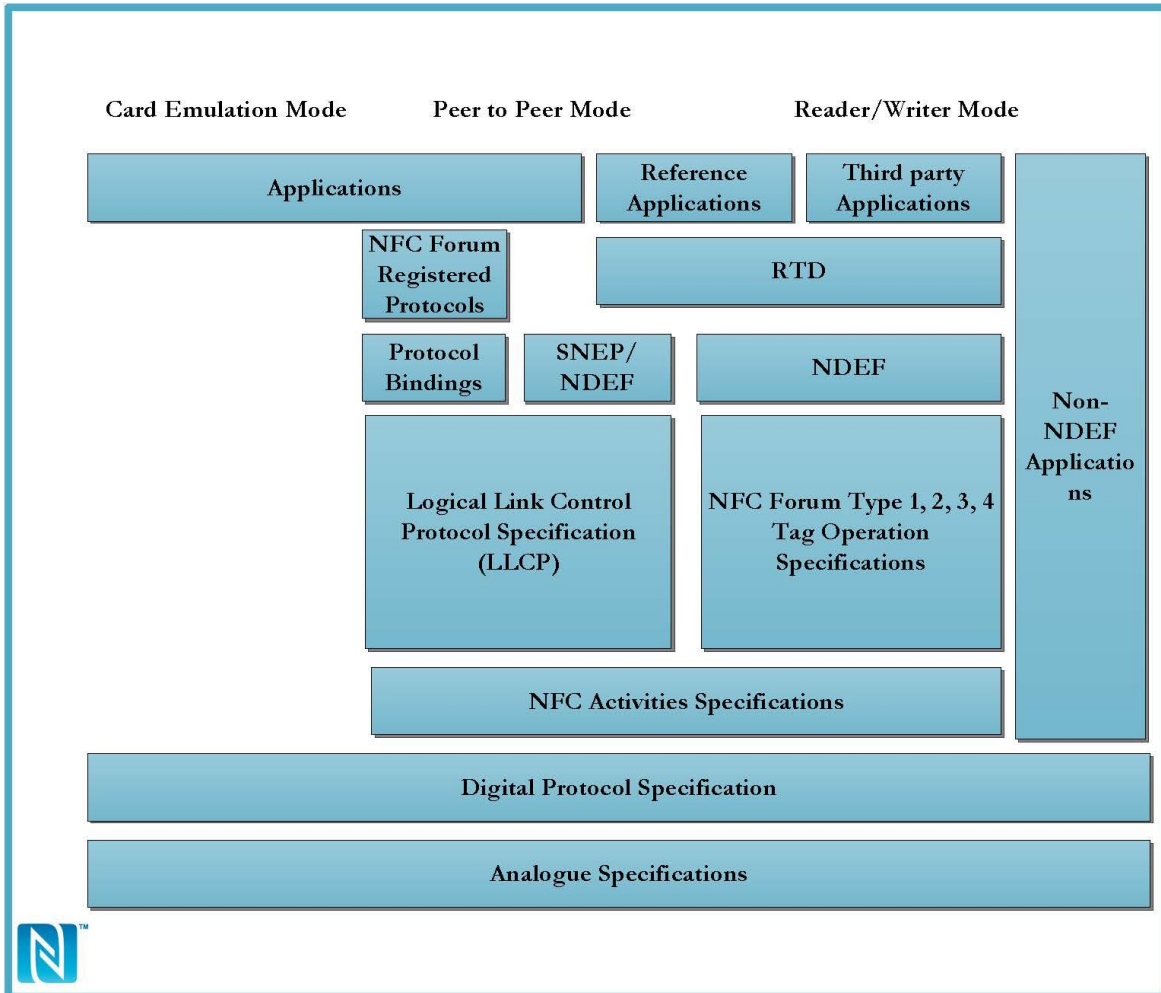 Card Emulation Mode
Peer to Peer Mode
Reader/Writer Mode
Applications
Reference
Applications
Third party
Applications
NFC Forum
Registered
Protocols
RTD
Protocol
Bindings
SNEP/
NDEF
NDEF
Non-
NDEF
Applicatio
ns
Logical Link Control
Protocol Specification
(LLCP)
NFC Forum Type 1, 2, 3, 4
Tag Operation
Specifications
NFC Activities Specifications
Digital Protocol Specification
Analogue Specifications
TM